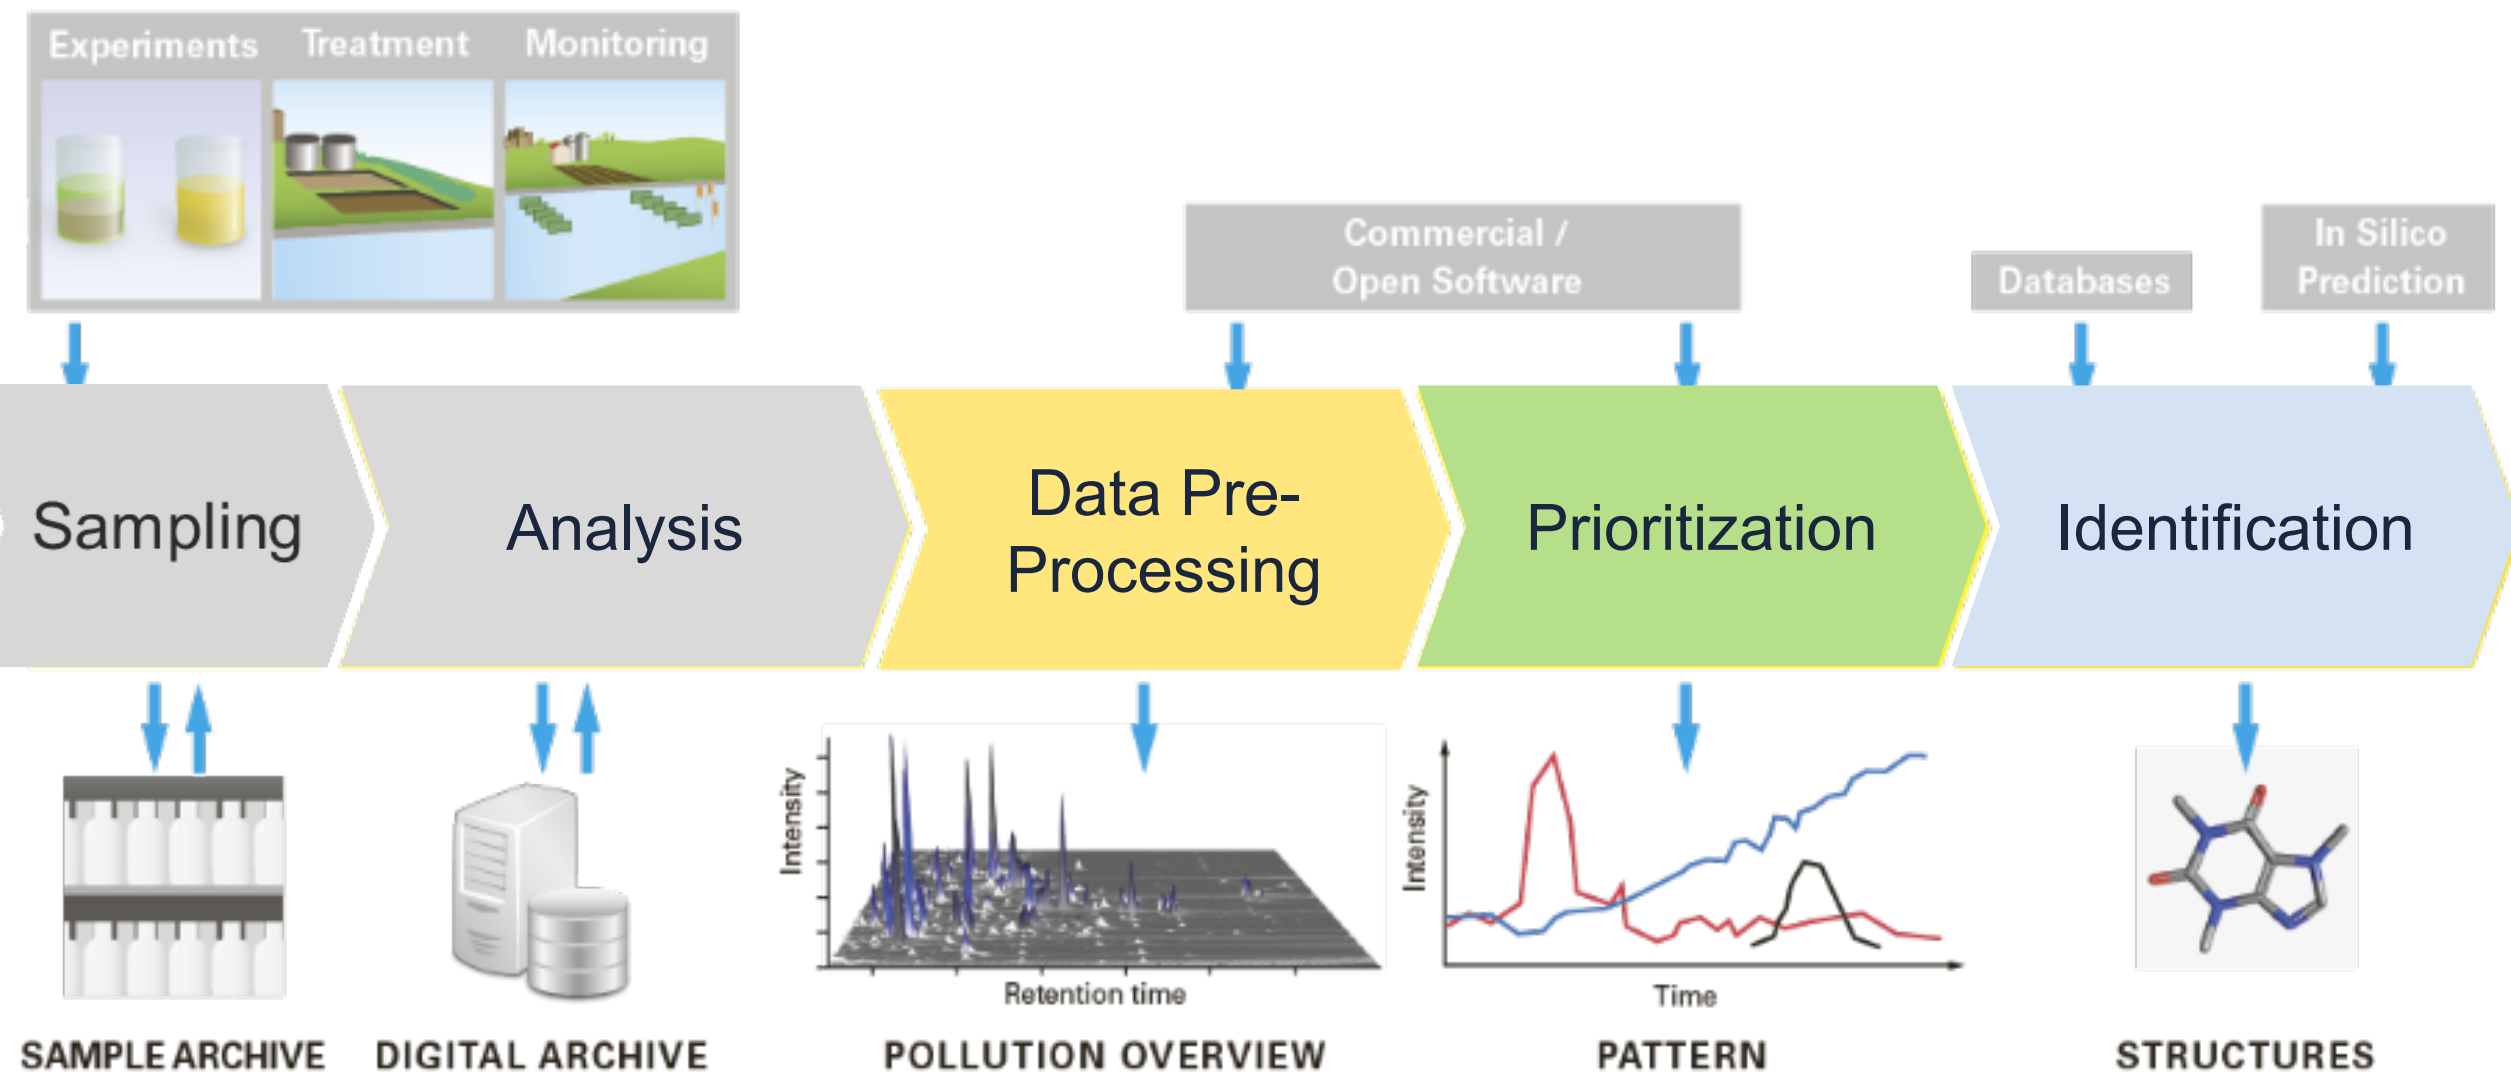 Experiments Treatment Monitoring
Commercial /
Open Software
Databases
In Silico
Prediction
Sampling
Analysis
Data Pre-
Processing
Prioritization
Identification
Intensity
Retention time
Intensity
Time
SAMPLE ARCHIVE
DIGITAL ARCHIVE
POLLUTION OVERVIEW
PATTERN
STRUCTURES